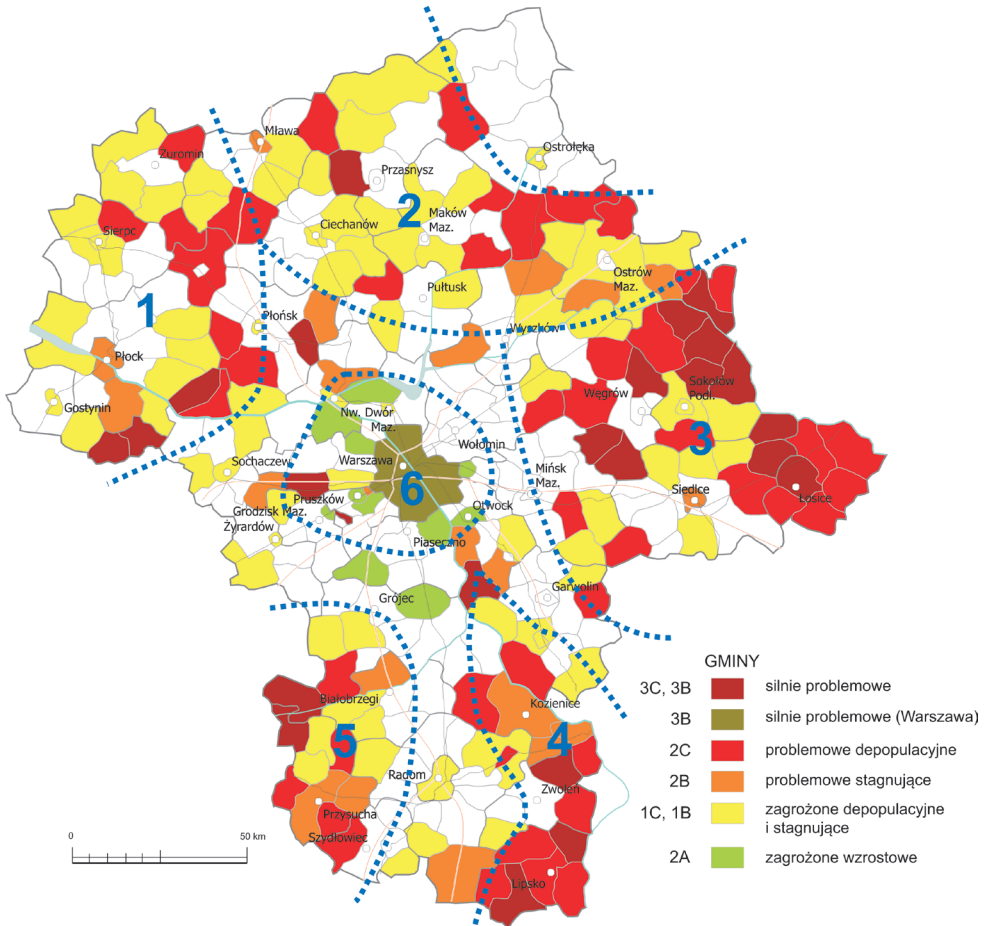 Mława
Ostrołęka
Żuromin
Przasnysz
2
Maków
Maz.
Ciechanów
Sierpc
Ostrów
Maz.
Pułtusk
1
Płońsk
Wyszków
Płock
Sokołów
Podl.
Węgrów
Gostynin
Nw. Dwór
Maz.
3
Wołomin
Sochaczew
Warszawa
Mińsk
Maz.
6
Siedlce
Łosice
Pruszków
Grodzisk Maz.
Otwock
Żyrardów
Piaseczno
Garwolin
Grójec
Białobrzegi
Kozienice
5
4
Radom
Zwoleń
Przysucha
Szydłowiec
Lipsko
0
50 km
GMINY
3C, 3B silnie problemowe
3B silnie problemowe (Warszawa)
2C problemowe depopulacyjne
2B problemowe stagnujące
1C, 1B zagrożone depopulacyjne
i stagnujące
2A zagrożone wzrostowe